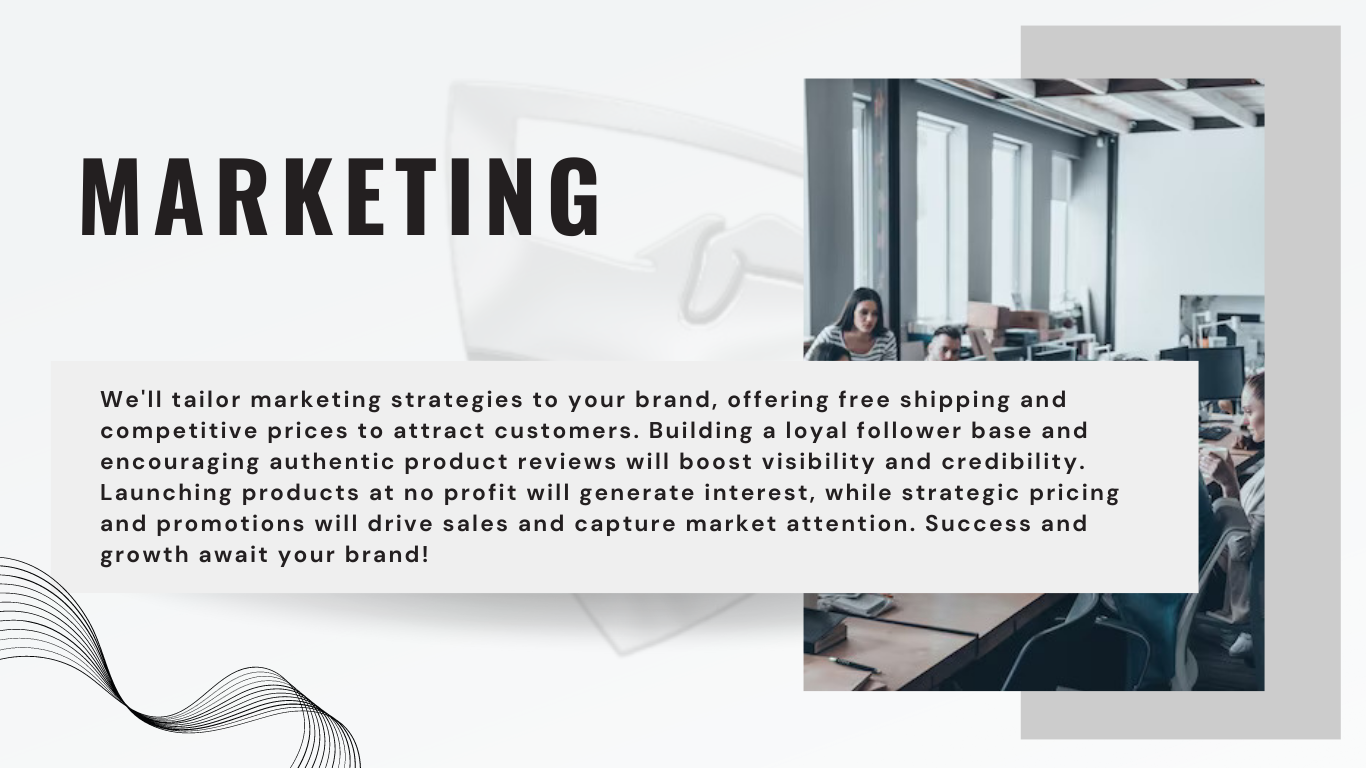 MARKETING
We'll tailor marketing strategies to your brand, offering free shipping and
competitive prices to attract customers. Building a loyal follower base and
encouraging authentic product reviews will boost visibility and credibility.
Launching products at no profit will generate interest, while strategic pricing
and promotions will drive sales and capture market attention. Success and
growth await your brand!